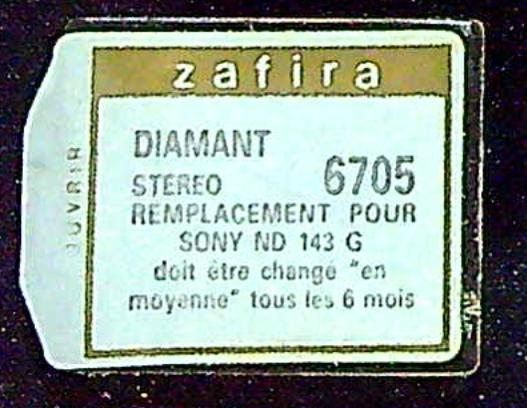 zafira
OUVRIR
DIAMANT
STEREO 6705
REMPLACEMENT POUR
SONY ND 143 G
doit être changé "en
moyenne" tous les 6 mois